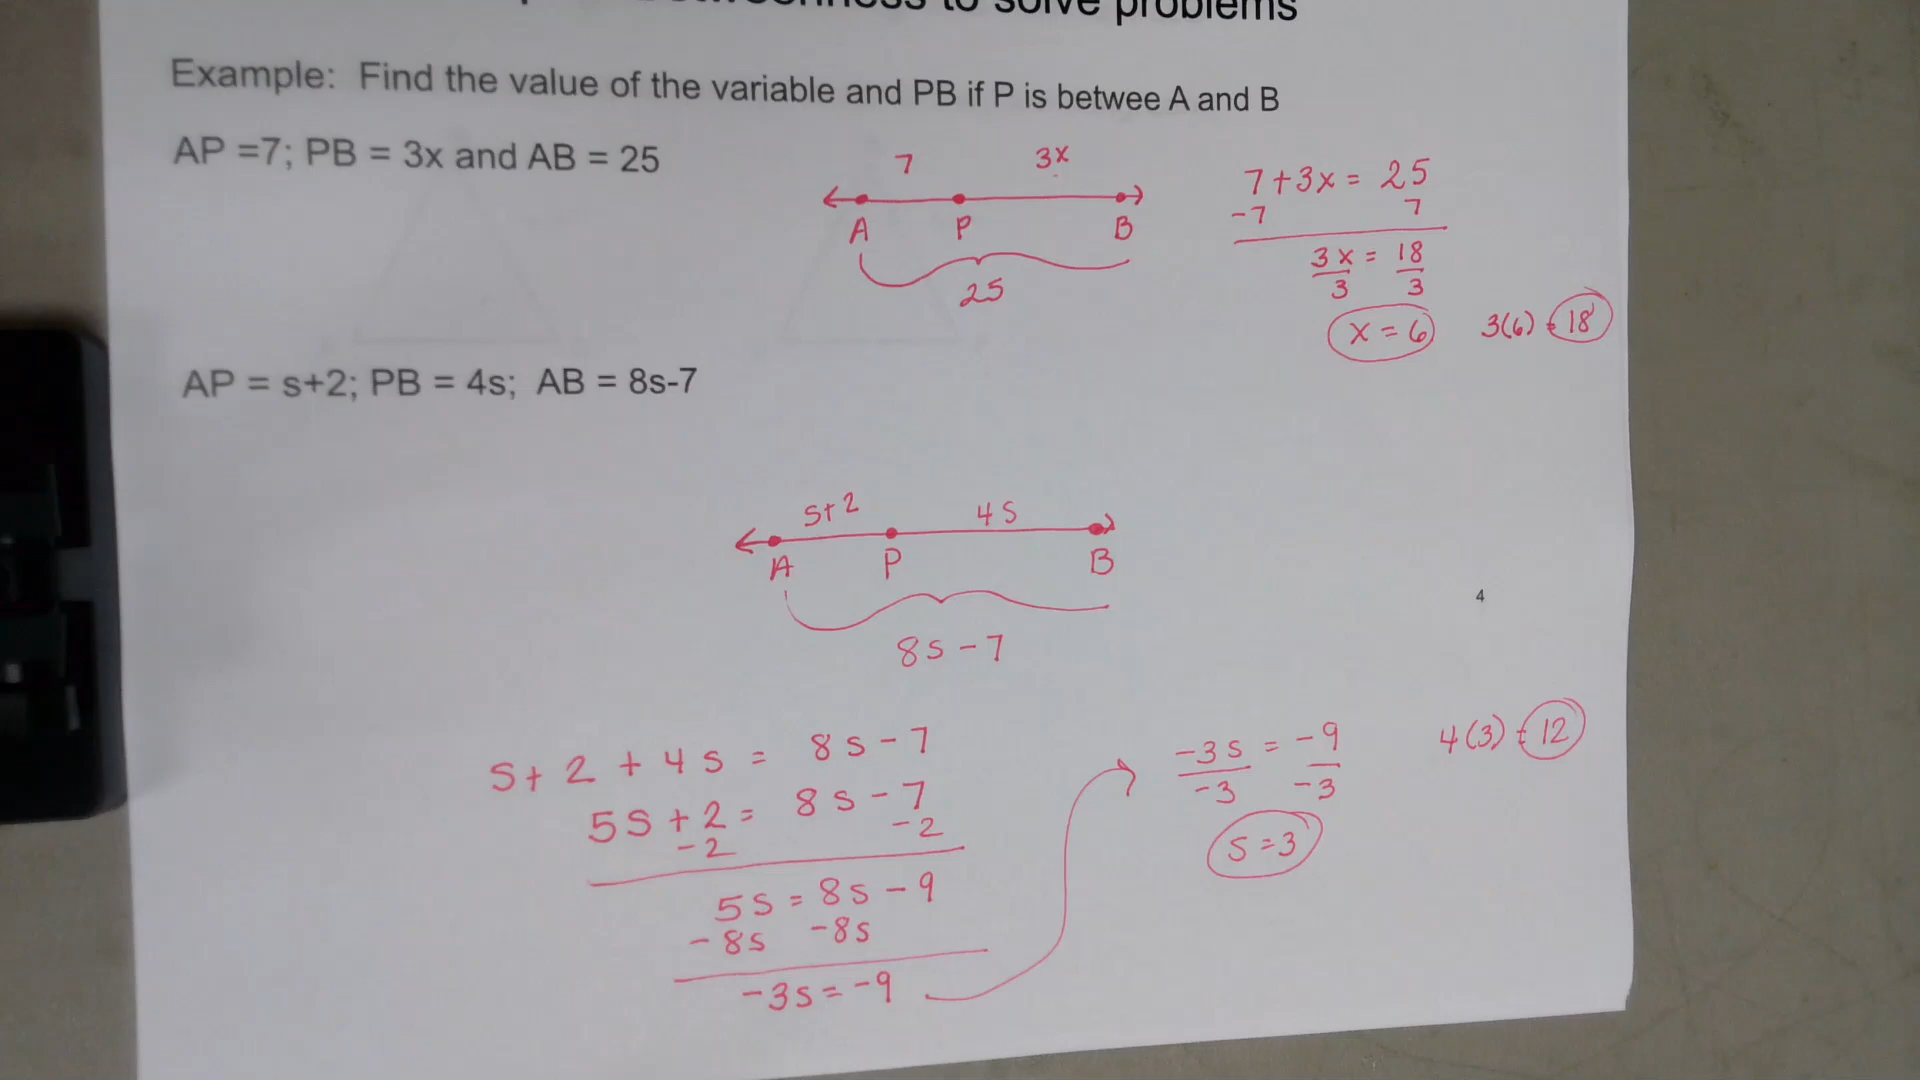 to solve problems
Example: Find the value of the variable and PB if P is betwee A and B
AP =7; PB = 3x and AB = 25
7 3x
A P B
25
7+3x = 25
-7 7
3x = 18
3 3
x = 6 3(6) = 18
AP = s+2; PB = 4s; AB = 8s-7
s+2 4s
A P B
8s - 7
4
s+ 2 + 4s = 8s - 7
5s + 2 = 8s - 7
-2 -2
5s = 8s - 9
- 8s -8s
-3s = -9
-3s = -9
-3 -3
s = 3
4(3) = 12